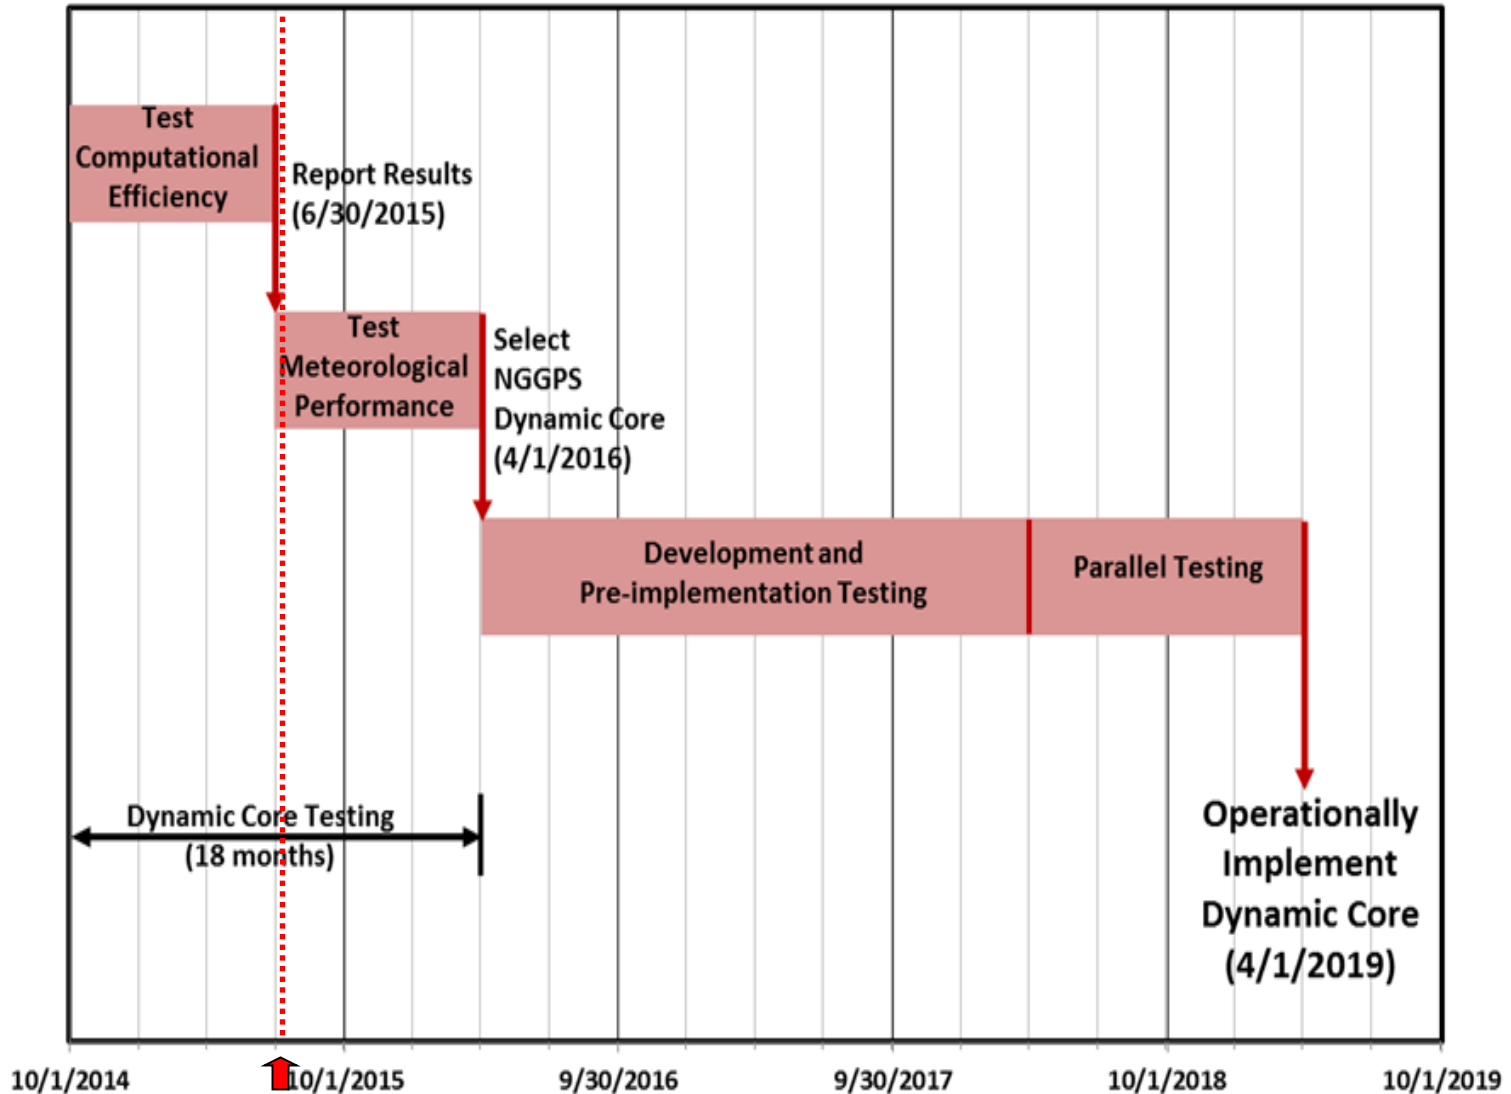 Test
Computational
Efficiency
Report Results
(6/30/2015)
Test
Meteorological
Performance
Select
NGGPS
Dynamic Core
(4/1/2016)
Development and
Pre-implementation Testing
Parallel Testing
Dynamic Core Testing
(18 months)
Operationally
Implement
Dynamic Core
(4/1/2019)
10/1/2014
10/1/2015
9/30/2016
9/30/2017
10/1/2018
10/1/2019